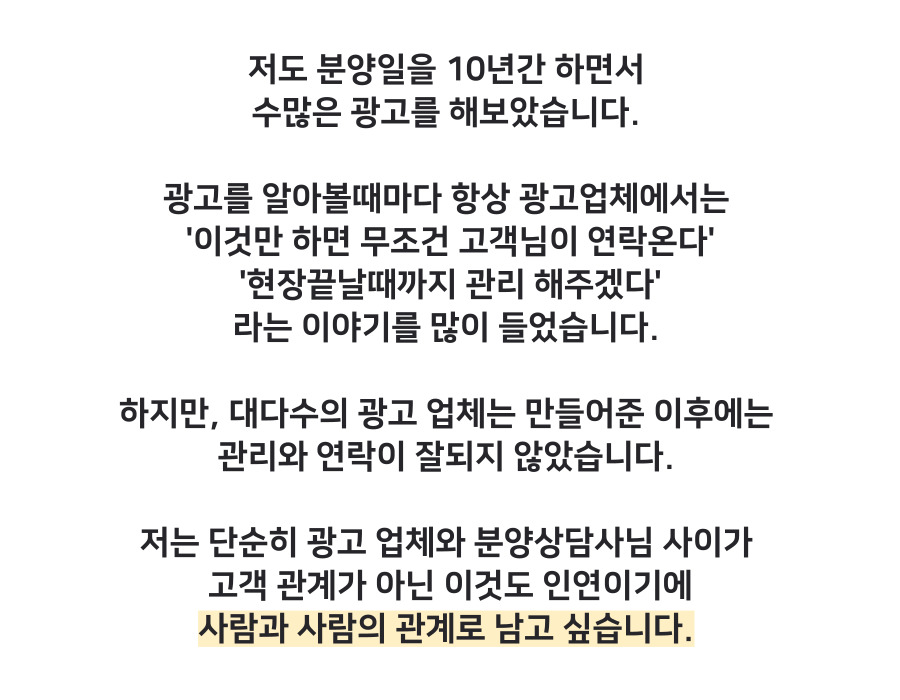 저도 분양일을 10년간 하면서
수많은 광고를 해보았습니다.
광고를 알아볼때마다 항상 광고업체에서는
'이것만 하면 무조건 고객님이 연락온다'
'현장끝날때까지 관리 해주겠다'
라는 이야기를 많이 들었습니다.
하지만, 대다수의 광고 업체는 만들어준 이후에는
관리와 연락이 잘되지 않았습니다.
저는 단순히 광고 업체와 분양상담사님 사이가
고객 관계가 아닌 이것도 인연이기에
사람과 사람의 관계로 남고 싶습니다.